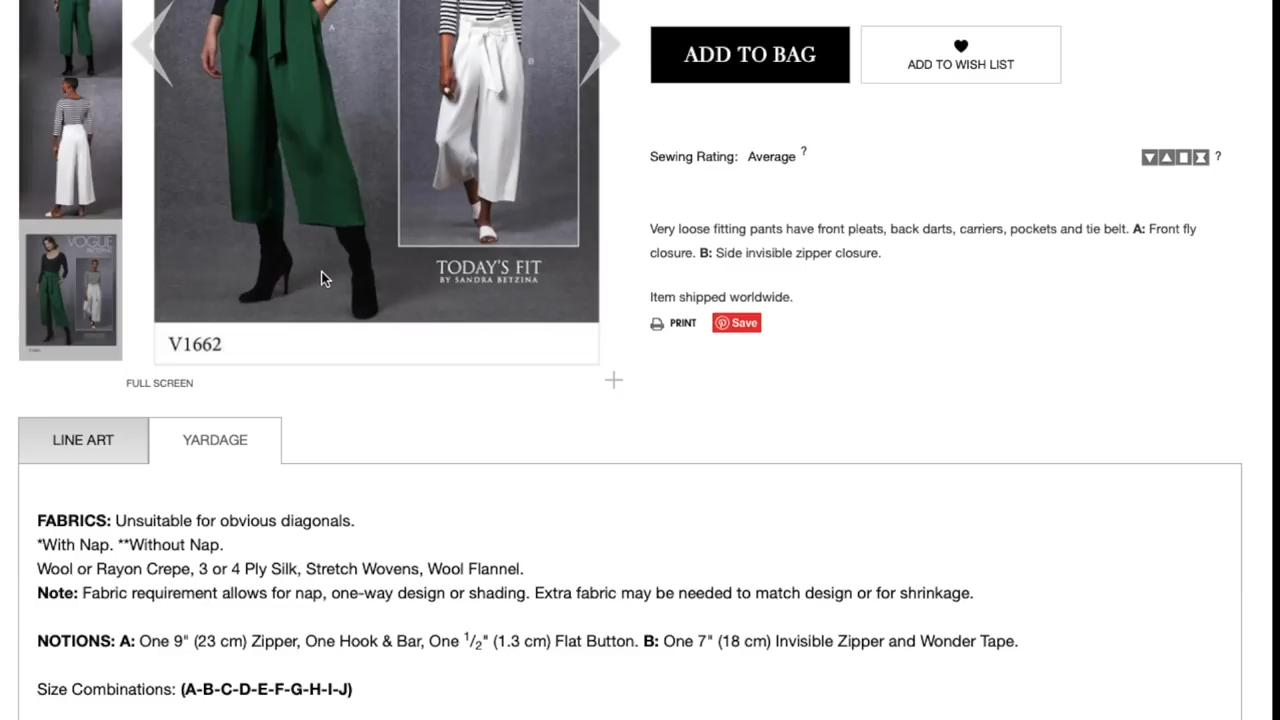 A
B
ADD TO BAG
ADD TO WISH LIST
Sewing Rating: Average ?
?
VOGUE
Very loose fitting pants have front pleats, back darts, carriers, pockets and tie belt. A: Front fly
closure. B: Side invisible zipper closure.
TODAY'S FIT
BY SANDRA BETZINA
Item shipped worldwide.
PRINT
Save
V1662
FULL SCREEN
LINE ART
YARDAGE
FABRICS: Unsuitable for obvious diagonals.
*With Nap. **Without Nap.
Wool or Rayon Crepe, 3 or 4 Ply Silk, Stretch Wovens, Wool Flannel.
Note: Fabric requirement allows for nap, one-way design or shading. Extra fabric may be needed to match design or for shrinkage.
NOTIONS: A: One 9" (23 cm) Zipper, One Hook & Bar, One 1/2" (1.3 cm) Flat Button. B: One 7" (18 cm) Invisible Zipper and Wonder Tape.
Size Combinations: (A-B-C-D-E-F-G-H-I-J)